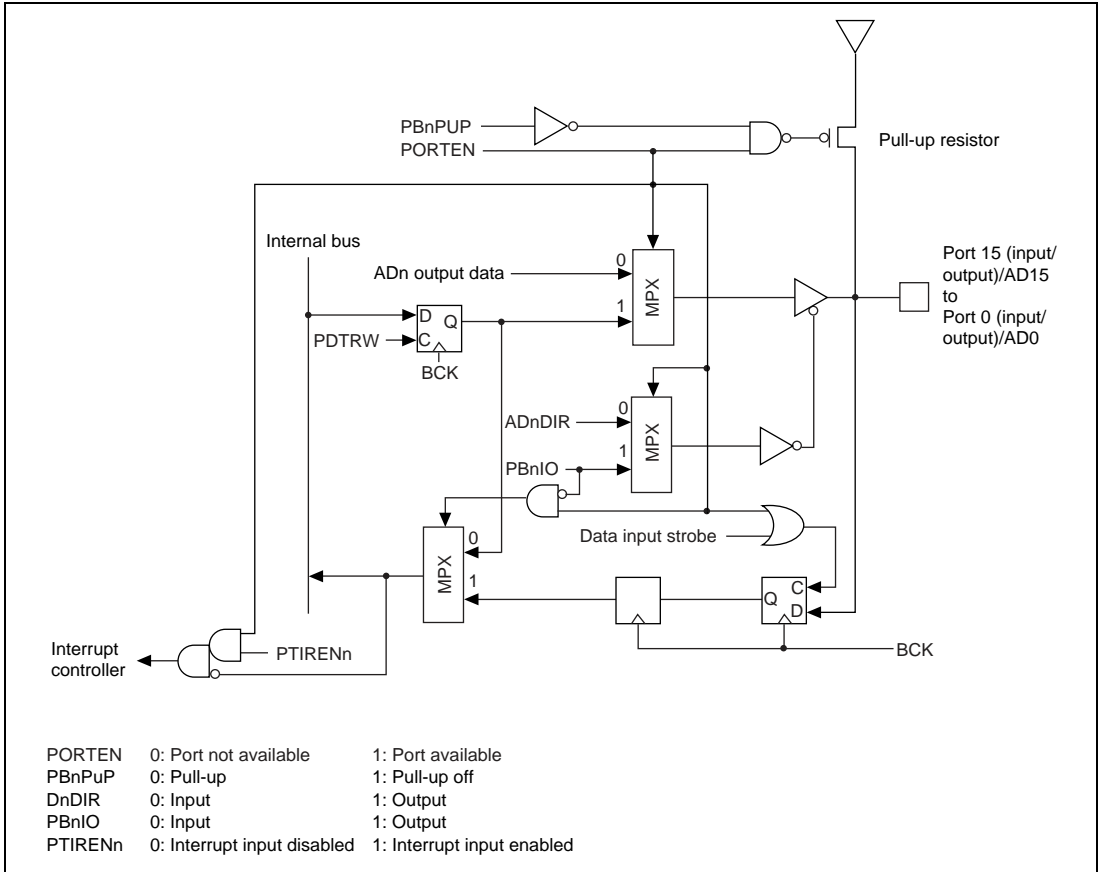 PBnPUP
PORTEN
Pull-up resistor
Internal bus
ADn output data
0
1
MPX
Port 15 (input/
output)/AD15
to
Port 0 (input/
output)/AD0
D Q
C
PDTRW
BCK
ADnDIR
0
1
MPX
PBnIO
Data input strobe
MPX
0
1
Q C
D
BCK
Interrupt
controller
PTIRENn
PORTEN 0: Port not available 1: Port available
PBnPuP 0: Pull-up 1: Pull-up off
DnDIR 0: Input 1: Output
PBnIO 0: Input 1: Output
PTIRENn 0: Interrupt input disabled 1: Interrupt input enabled